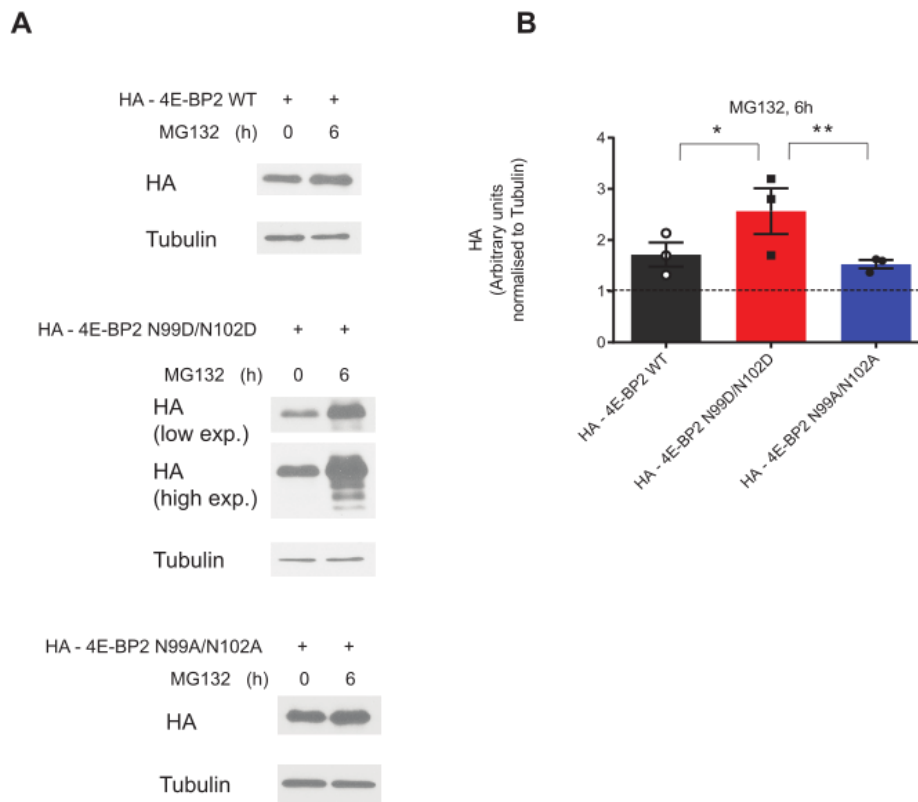 A
HA - 4E-BP2 WT + +
MG132 (h) 0 6
HA
Tubulin
HA - 4E-BP2 N99D/N102D + +
MG132 (h) 0 6
HA
(low exp.)
HA
(high exp.)
Tubulin
HA - 4E-BP2 N99A/N102A + +
MG132 (h) 0 6
HA
Tubulin
B
MG132, 6h
* **
HA
(Arbitrary units
normalised to Tubulin)
4
3
2
1
0
HA - 4E-BP2 WT
HA - 4E-BP2 N99D/N102D
HA - 4E-BP2 N99A/N102A